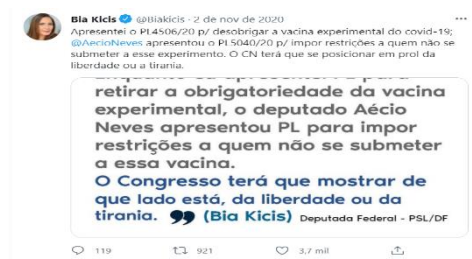 Bia Kicis @Biakicis · 2 de nov de 2020
Apresentei o PL4506/20 p/ desobrigar a vacina experimental do covid-19;
@AecioNeves apresentou o PL5040/20 p/ impor restrições a quem não se
submeter a esse experimento. O CN terá que se posicionar em prol da
liberdade ou a tirania.
retirar a obrigatoriedade da vacina
experimental, o deputado Aécio
Neves apresentou PL para impor
restrições a quem não se submeter
a essa vacina.
O Congresso terá que mostrar de
que lado está, da liberdade ou da
tirania. (Bia Kicis) Deputada Federal - PSL/DF
119 921 3,7 mil